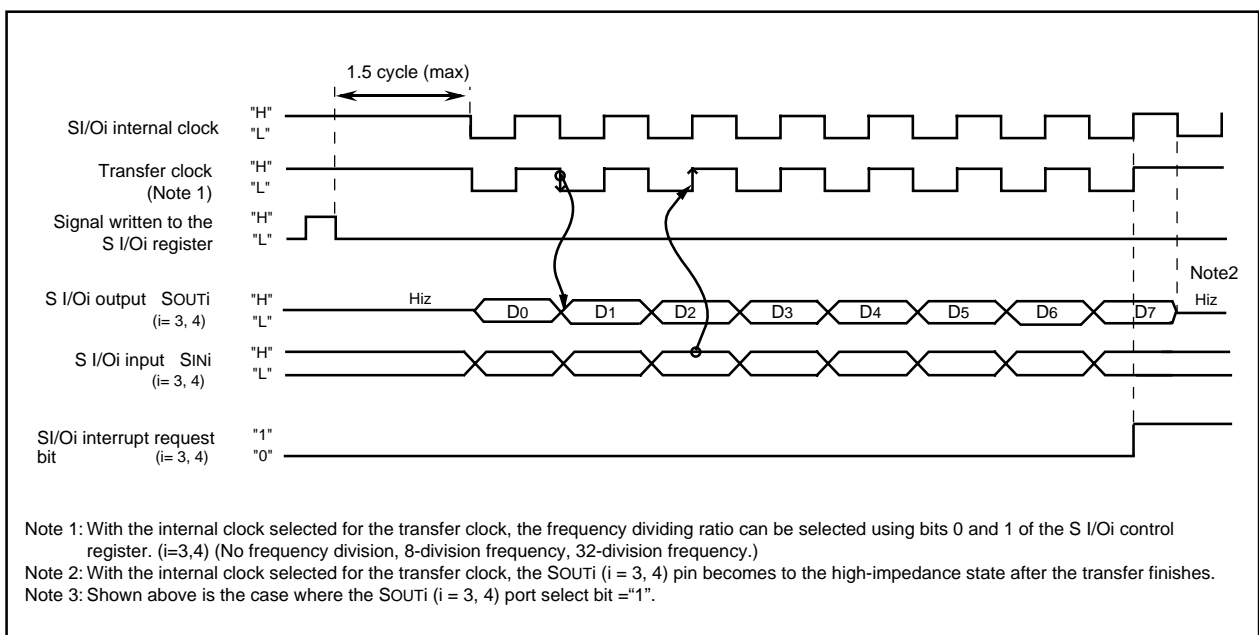 1.5 cycle (max)
SI/Oi internal clock
"H"
"L"
Transfer clock
(Note 1)
"H"
"L"
Signal written to the
S I/Oi register
"H"
"L"
S I/Oi output SOUTi
(i= 3, 4)
"H"
"L"
Hiz
D0
D1
D2
D3
D4
D5
D6
D7
Note2
Hiz
S I/Oi input SINi
(i= 3, 4)
"H"
"L"
SI/Oi interrupt request
bit (i= 3, 4)
"1"
"0"
Note 1: With the internal clock selected for the transfer clock, the frequency dividing ratio can be selected using bits 0 and 1 of the S I/Oi control
register. (i=3,4) (No frequency division, 8-division frequency, 32-division frequency.)
Note 2: With the internal clock selected for the transfer clock, the SOUTi (i = 3, 4) pin becomes to the high-impedance state after the transfer finishes.
Note 3: Shown above is the case where the SOUTi (i = 3, 4) port select bit =“1”.